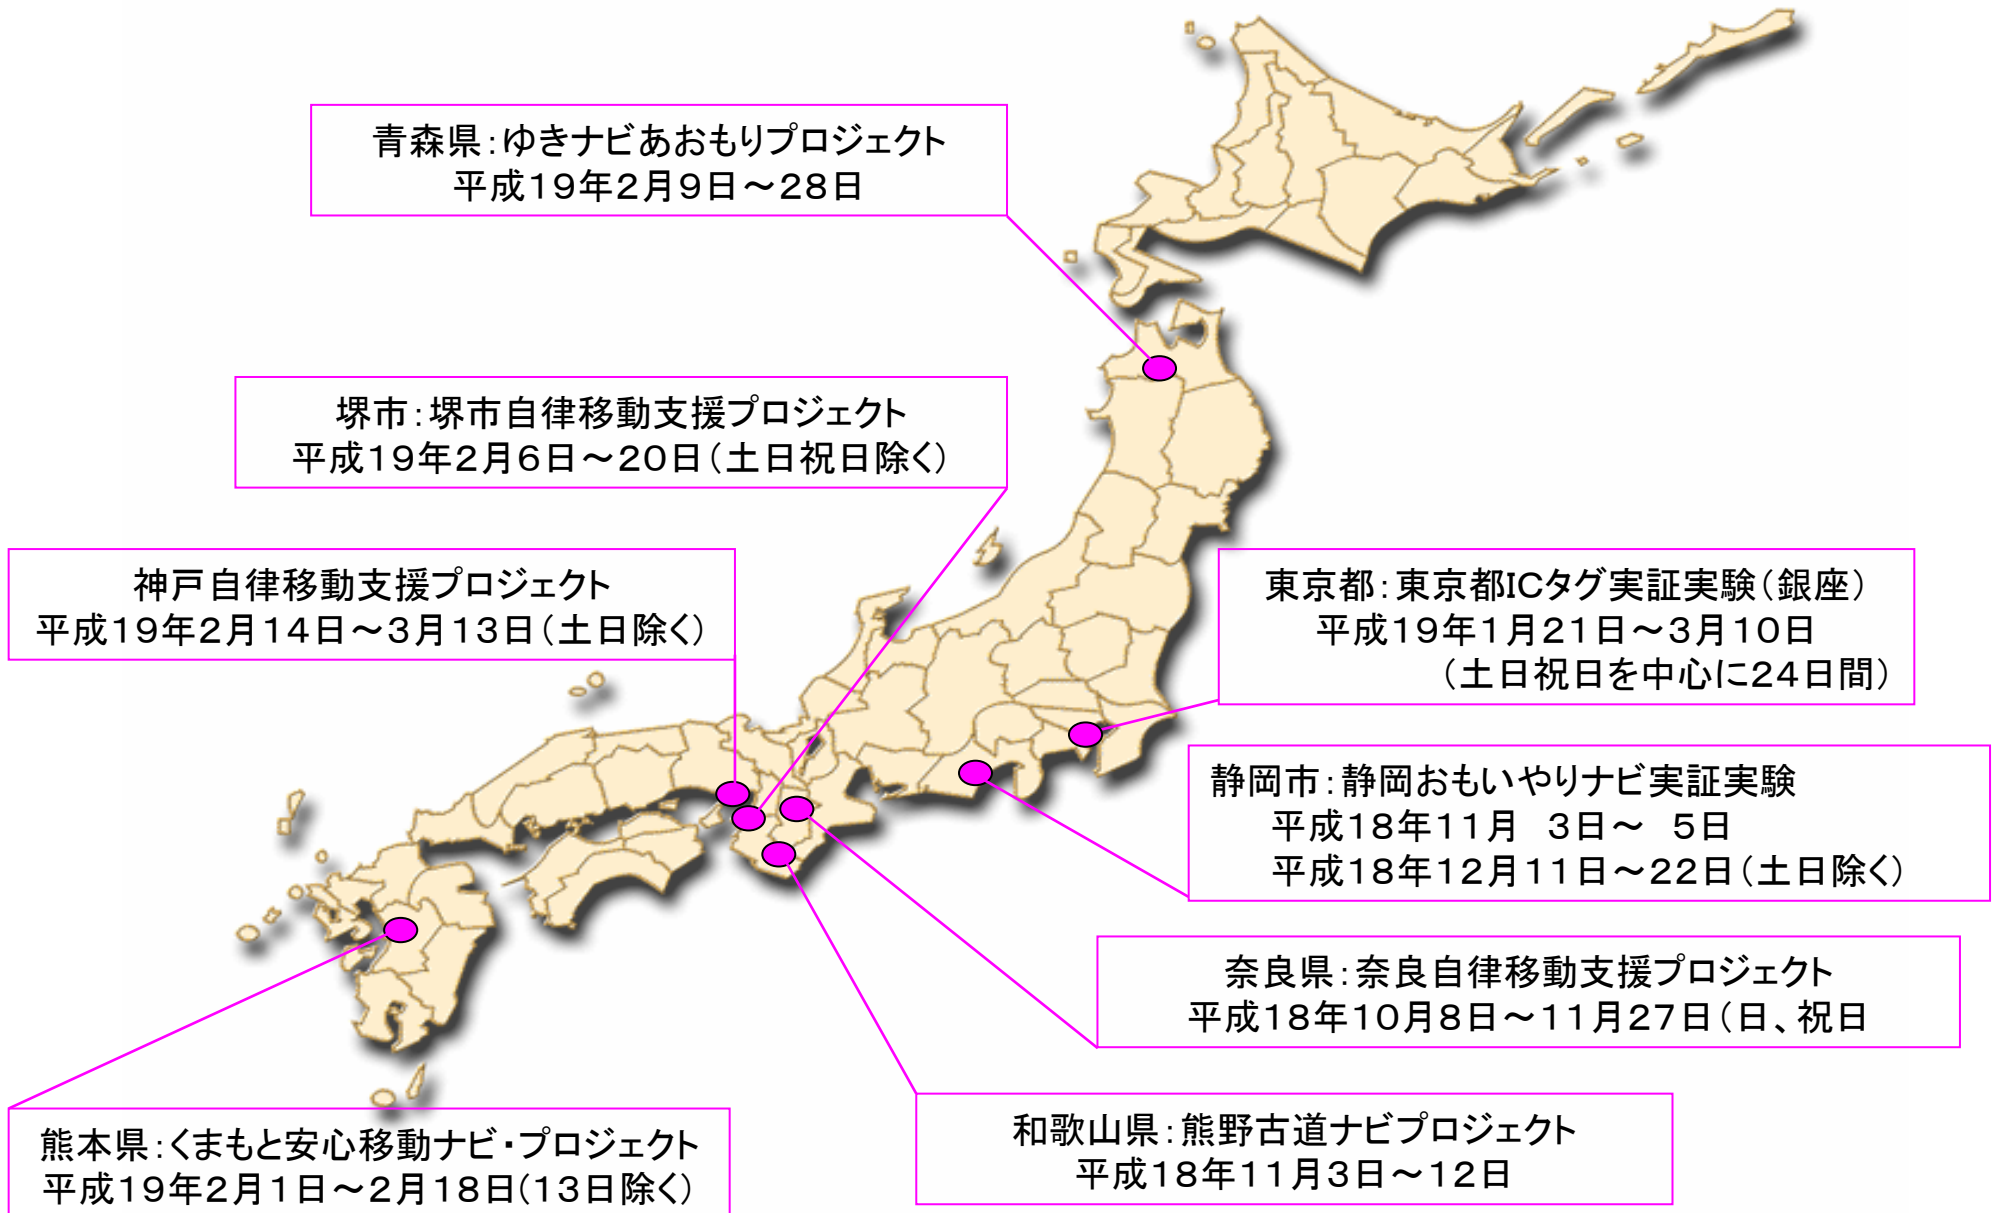 青森県：ゆきナビあおもりプロジェクト
平成１９年２月９日～２８日
堺市：堺市自律移動支援プロジェクト
平成１９年２月６日～２０日（土日祝日除く）
神戸自律移動支援プロジェクト
平成１９年２月１４日～３月１３日（土日除く）
東京都：東京都ICタグ実証実験（銀座）
平成１９年１月２１日～３月１０日
（土日祝日を中心に２４日間）
静岡市：静岡おもいやりナビ実証実験
平成１８年１１月　３日～　５日
平成１８年１２月１１日～２２日（土日除く）
奈良県：奈良自律移動支援プロジェクト
平成１８年１０月８日～１１月２７日（日、祝日
和歌山県：熊野古道ナビプロジェクト
平成１８年１１月３日～１２日
熊本県：くまもと安心移動ナビ・プロジェクト
平成１９年２月１日～２月１８日（１３日除く）